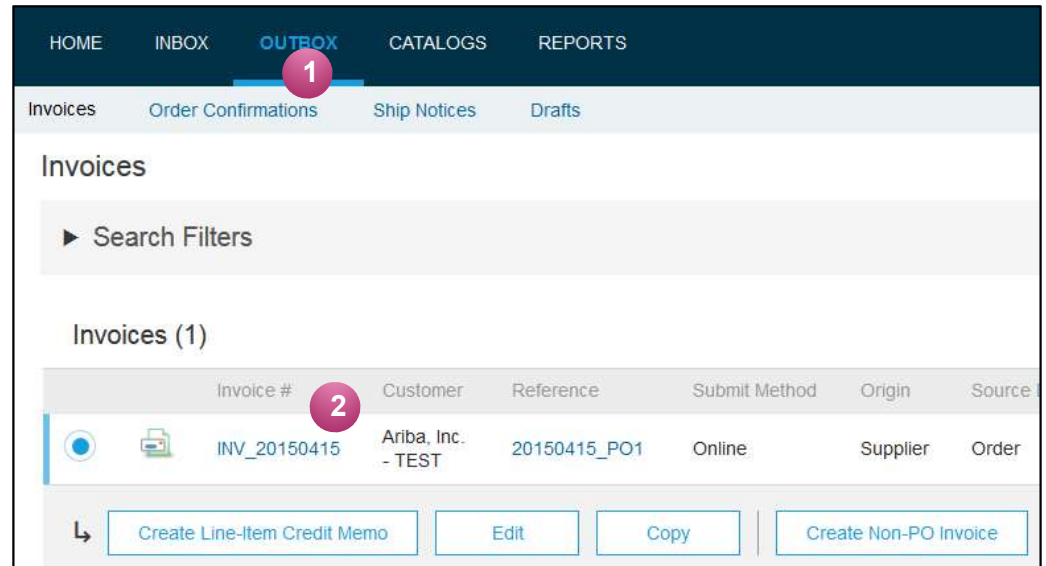 HOME INBOX OUTBOX CATALOGS REPORTS
1
Invoices Order Confirmations Ship Notices Drafts
Invoices
► Search Filters
Invoices (1)
Invoice # 2 Customer Reference Submit Method Origin Source
INV_20150415 Ariba, Inc. - TEST 20150415_PO1 Online Supplier Order
Create Line-Item Credit Memo Edit Copy Create Non-PO Invoice